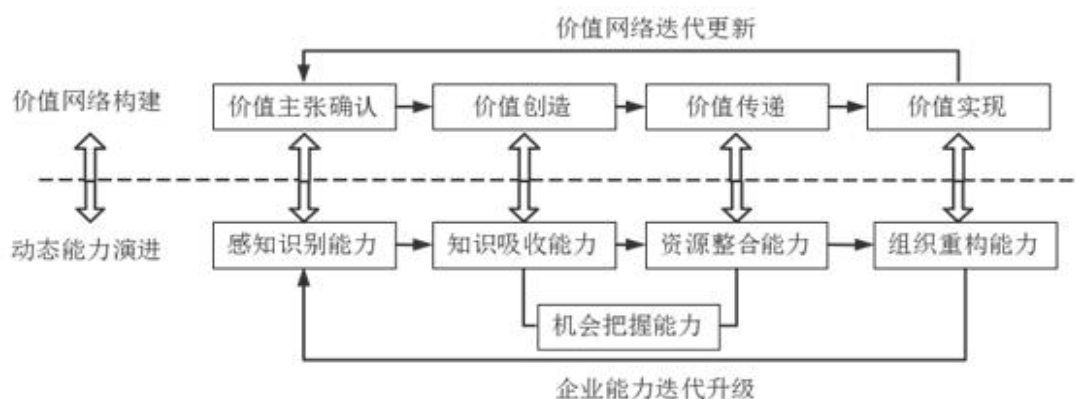 价值网络迭代更新
价值网络构建
价值主张确认
价值创造
价值传递
价值实现
动态能力演进
感知识别能力
知识吸收能力
资源整合能力
组织重构能力
机会把握能力
企业能力迭代升级